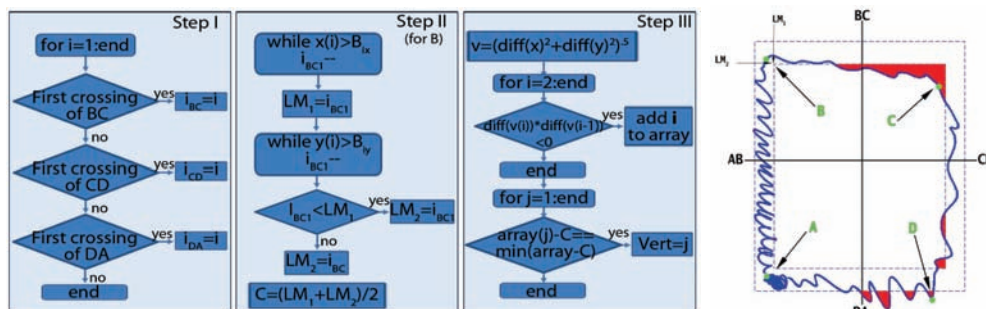 Step I
for i=1:end
First crossing
of BC
yes
i_BC=i
no
First crossing
of CD
yes
i_CD=i
no
First crossing
of DA
yes
i_DA=i
no
end
Step II
(for B)
while x(i)>B_lx
i_BC1--
LM_1=i_BC1
while y(i)>B_ly
i_BC1--
I_BC1<LM_1
yes
LM_2=i_BC1
no
LM_2=i_BC
C=(LM_1+LM_2)/2
Step III
v=(diff(x)²+diff(y)²)^.5
for i=2:end
diff(v(i))*diff(v(i-1))
<0
yes
add i
to array
end
for j=1:end
array(j)-C==
min(array-C)
yes
Vert=j
end
LM_1
BC
LM_2
B
C
AB
A
D